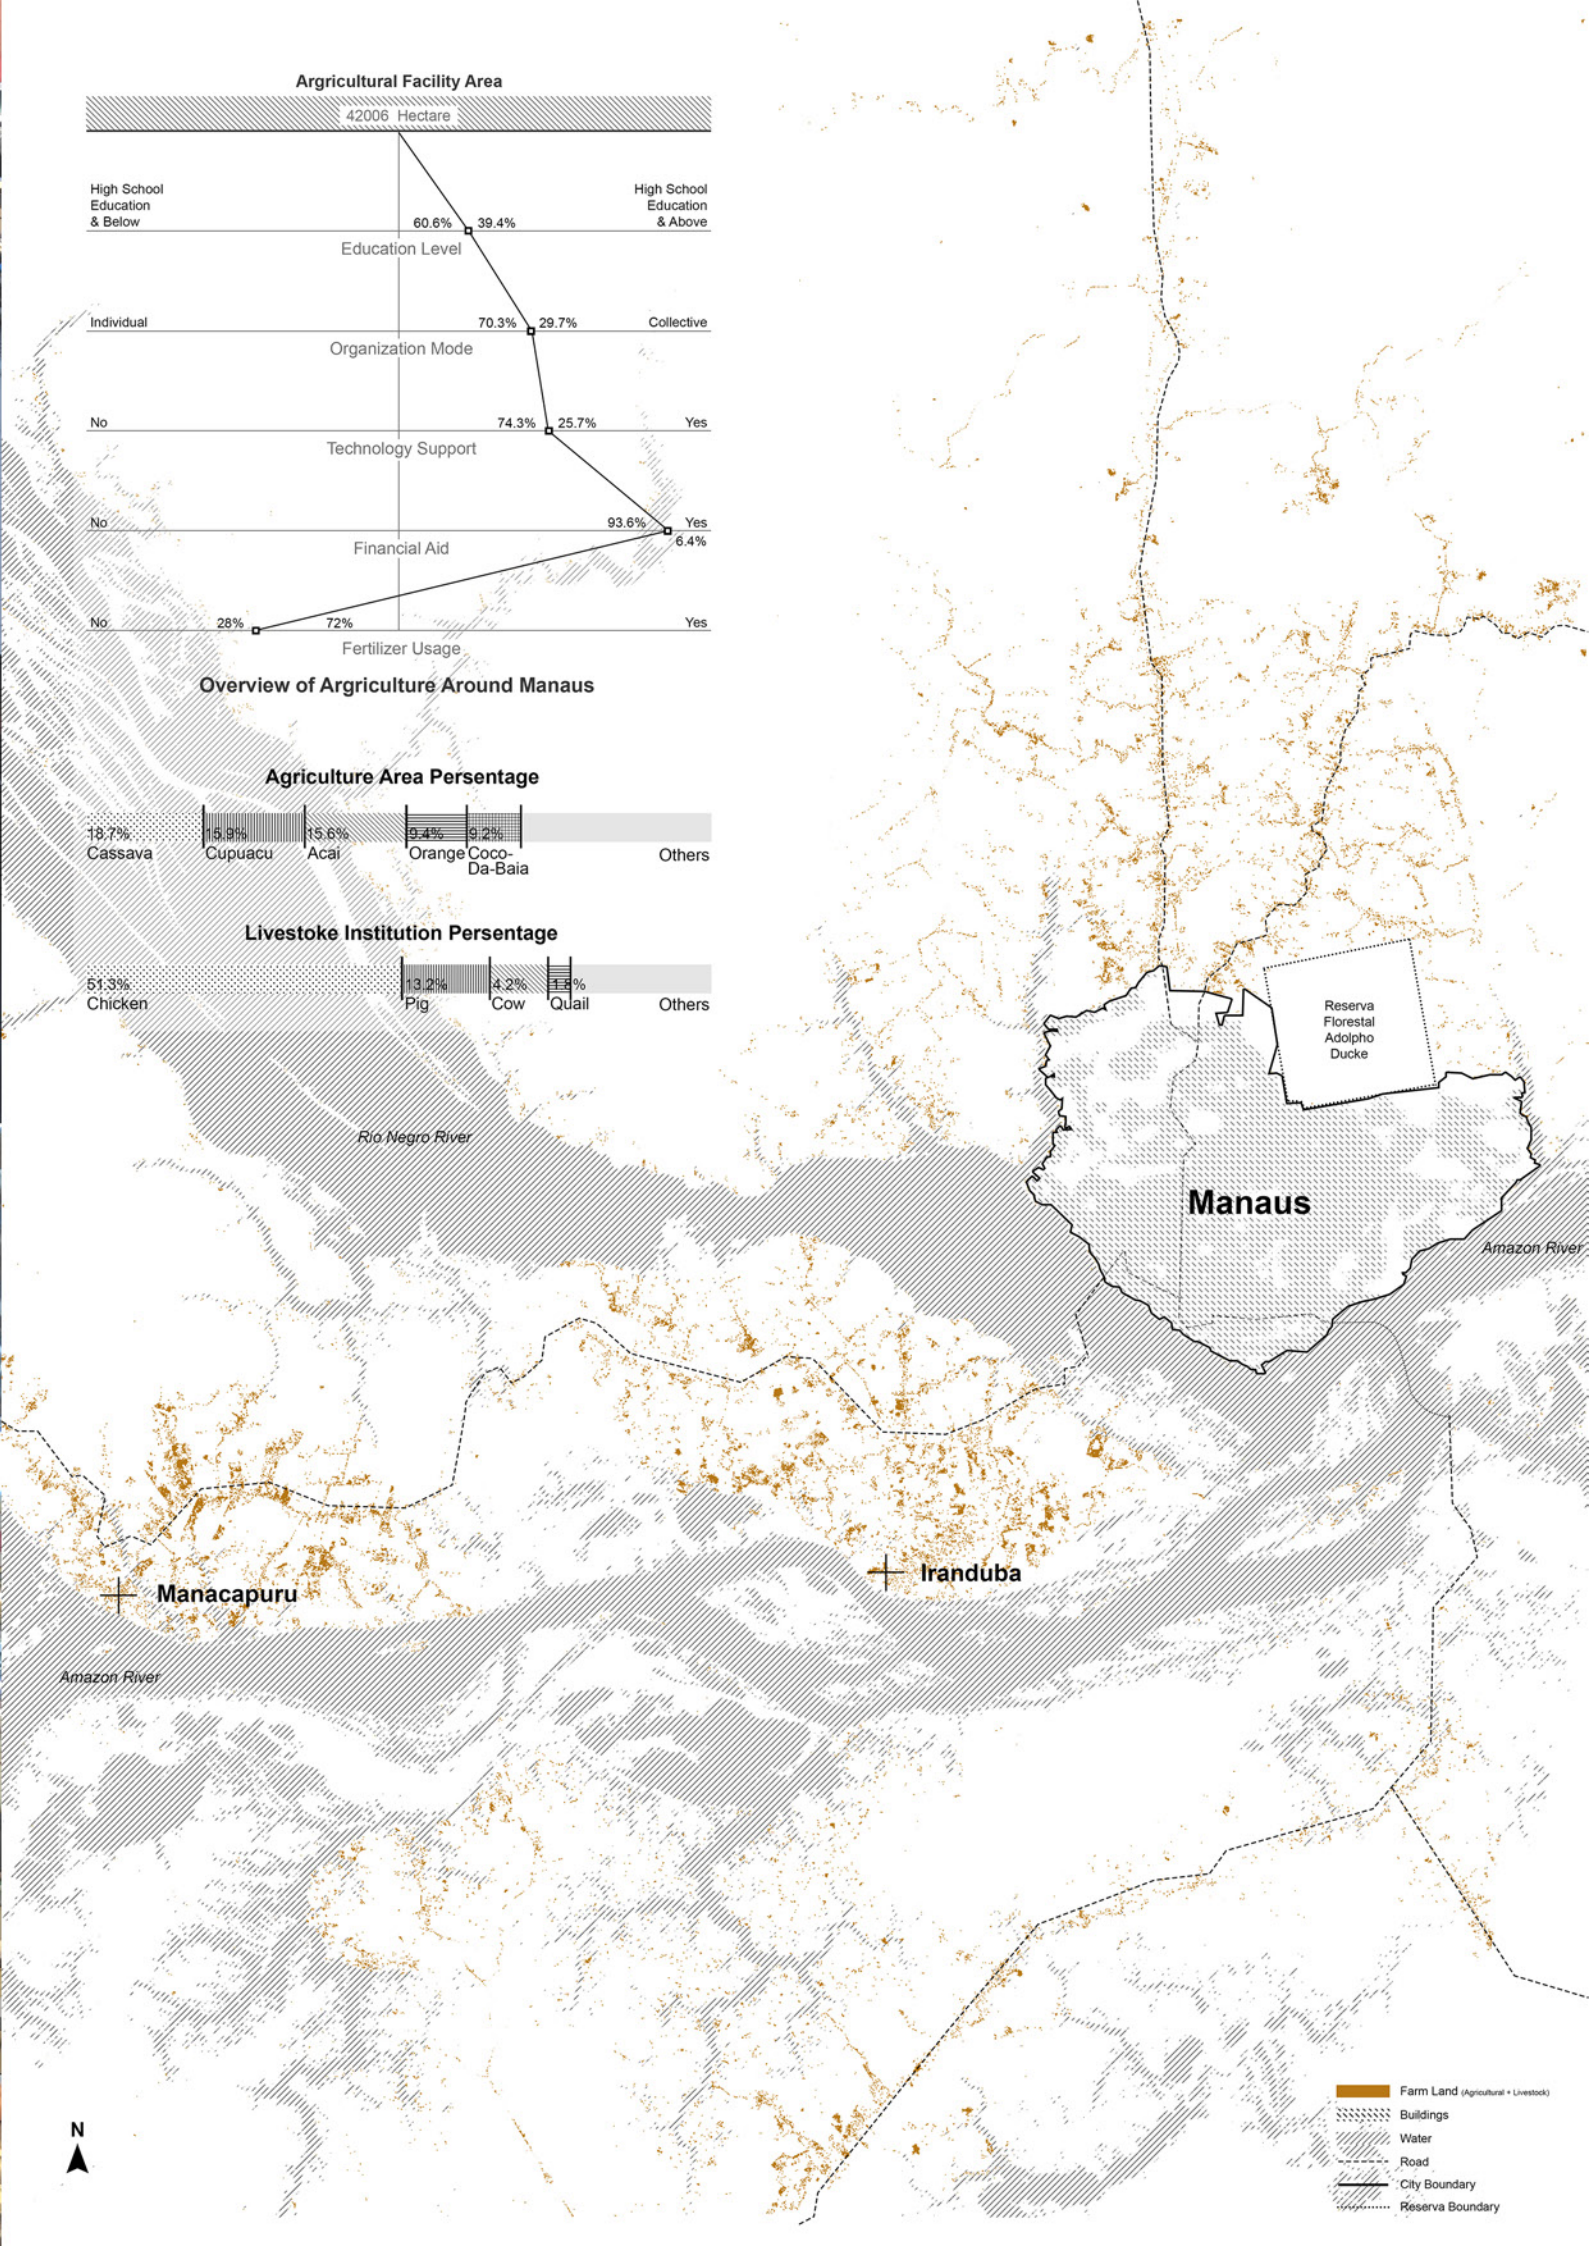 Argricultural Facility Area
42006 Hectare
High School
Education
& Below
High School
Education
& Above
60.6% 39.4%
Education Level
Individual 70.3% 29.7% Collective
Organization Mode
No 74.3% 25.7% Yes
Technology Support
No 93.6% Yes
6.4%
Financial Aid
No 28% 72% Yes
Fertilizer Usage
Overview of Argriculture Around Manaus
Agriculture Area Persentage
18.7% 15.9% 15.6% 9.4% 9.2%
Cassava Cupuacu Acai Orange Coco-
Da-Baia
Others
Livestoke Institution Persentage
51.3% 13.2% 4.2% 1.8%
Chicken Pig Cow Quail Others
Reserva
Florestal
Adolpho
Ducke
Rio Negro River
Manaus
Amazon River
Iranduba
Manacapuru
Amazon River
N
Farm Land (Agricultural + Livestock)
Buildings
Water
Road
City Boundary
Reserva Boundary